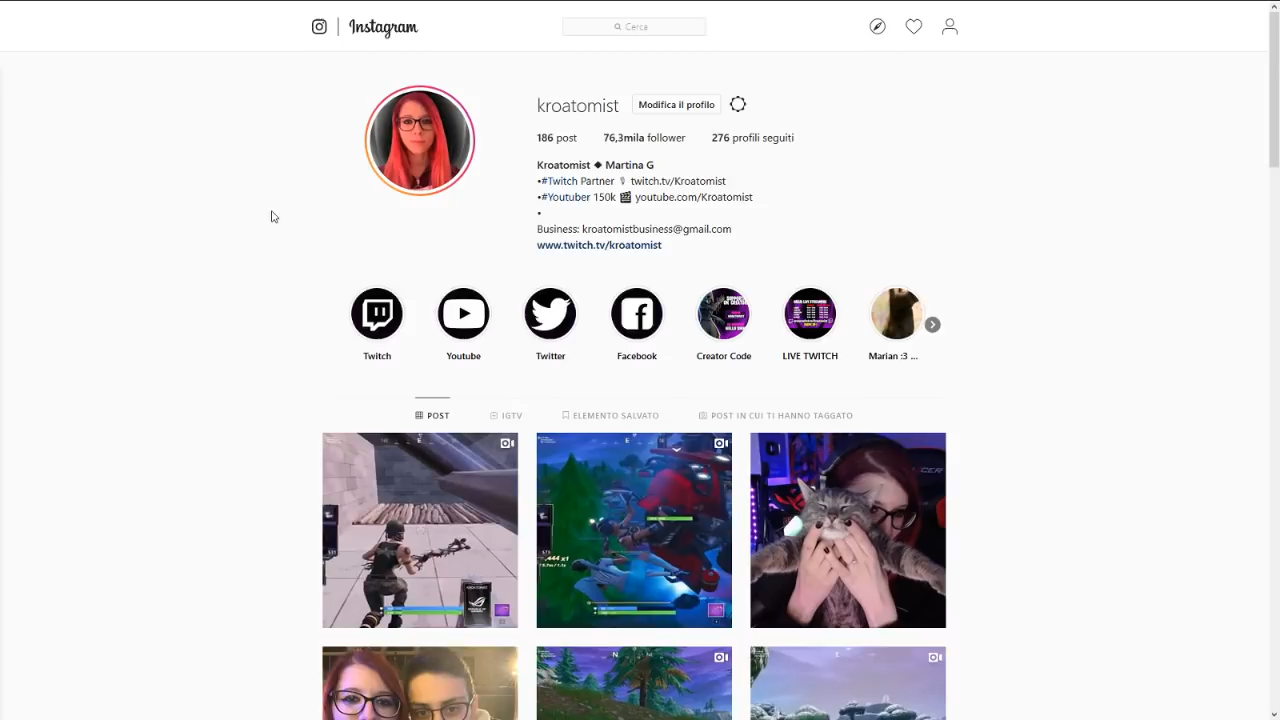 Instagram
Cerca
kroatomist Modifica il profilo
186 post 76,3mila follower 276 profili seguiti
Kroatomist ◆ Martina G
•#Twitch Partner 🎙 twitch.tv/Kroatomist
•#Youtuber 150k 🎬 youtube.com/Kroatomist
•
Business: kroatomistbusiness@gmail.com
www.twitch.tv/kroatomist
Twitch Youtube Twitter Facebook Creator Code LIVE TWITCH Marian :3 ...
POST IGTV ELEMENTO SALVATO POST IN CUI TI HANNO TAGGATO